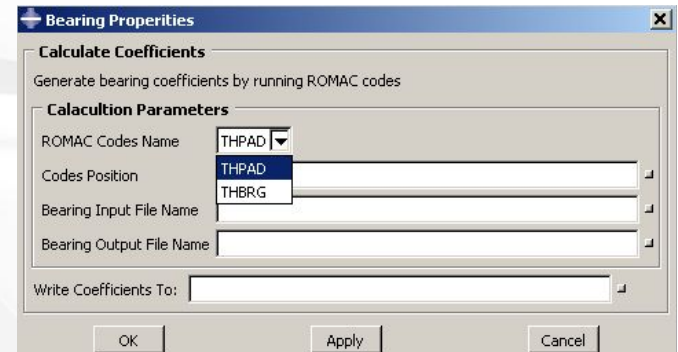 Bearing Properities
Calculate Coefficients
Generate bearing coefficients by running ROMAC codes
Calacultion Parameters
ROMAC Codes Name THPAD
THPAD
Codes Position
THBRG
Bearing Input File Name
Bearing Output File Name
Write Coefficients To:
OK Apply Cancel